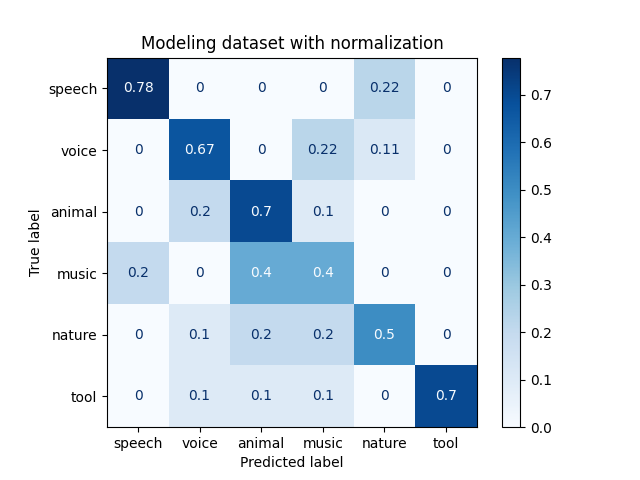 Modeling dataset with normalization
speech 0.78 0 0 0 0.22 0
voice 0 0.67 0 0.22 0.11 0
animal 0 0.2 0.7 0.1 0 0
music 0.2 0 0.4 0.4 0 0
nature 0 0.1 0.2 0.2 0.5 0
tool 0 0.1 0.1 0.1 0 0.7
speech voice animal music nature tool
Predicted label
True label
0.7
0.6
0.5
0.4
0.3
0.2
0.1
0.0